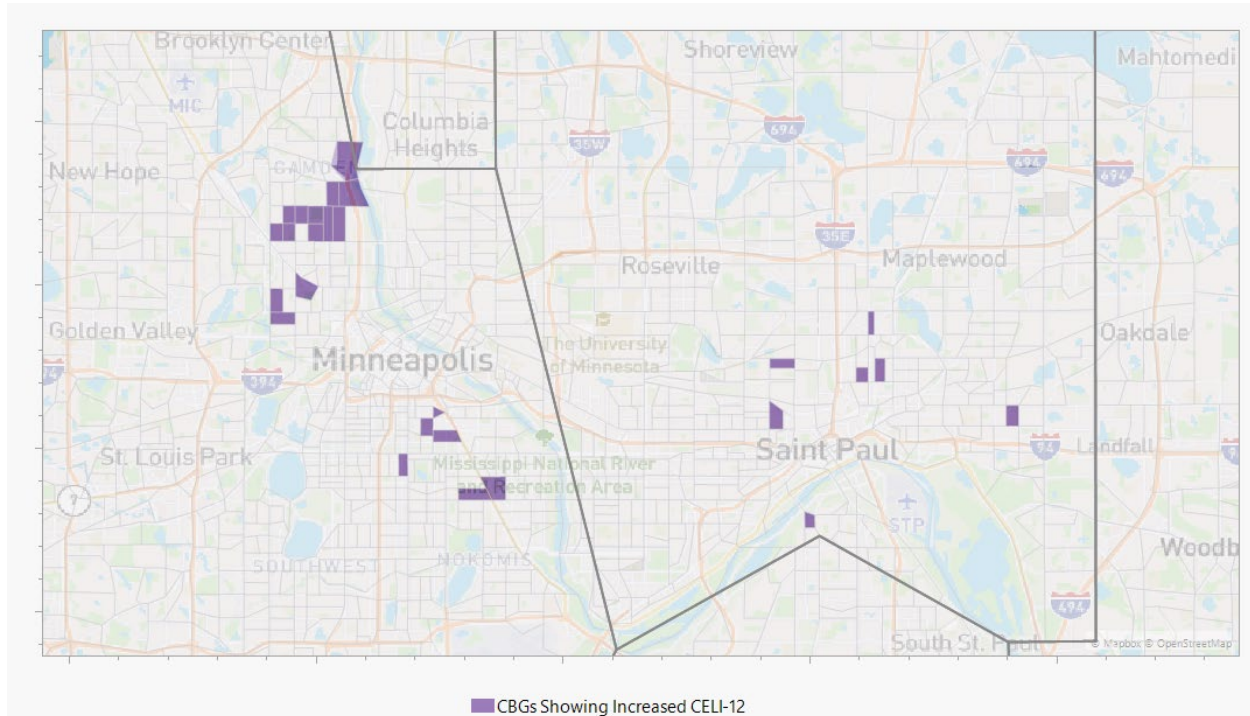 Brooklyn Center
Shoreview
Mahtomedi
MIC
Columbia
Heights
35W
694
694
694
New Hope
CAMDEN
35E
Roseville
Maplewood
Golden Valley
The University
of Minnesota
Oakdale
Minneapolis
394
St. Louis Park
Mississippi National River
and Recreation Area
Saint Paul
94
Landfall
?
STP
SOUTHWEST
NOKOMIS
Woodb
494
South St. Paul
© Mapbox © OpenStreetMap
CBGs Showing Increased CELI-12